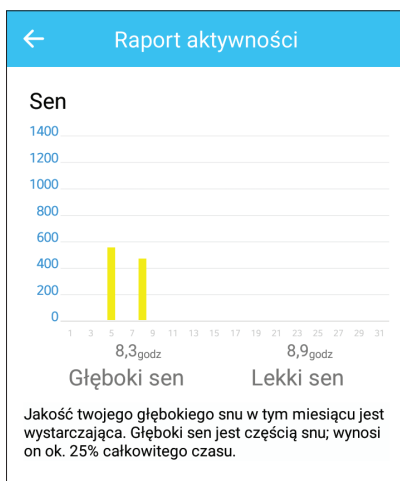 Raport aktywności
Sen
1400
1200
1000
800
600
400
200
0
1 3 5 7 9 11 13 15 17 19 21 23 25 27 29 31
8,3godz 8,9godz
Głęboki sen Lekki sen
Jakość twojego głębokiego snu w tym miesiącu jest
wystarczająca. Głęboki sen jest częścią snu; wynosi
on ok. 25% całkowitego czasu.